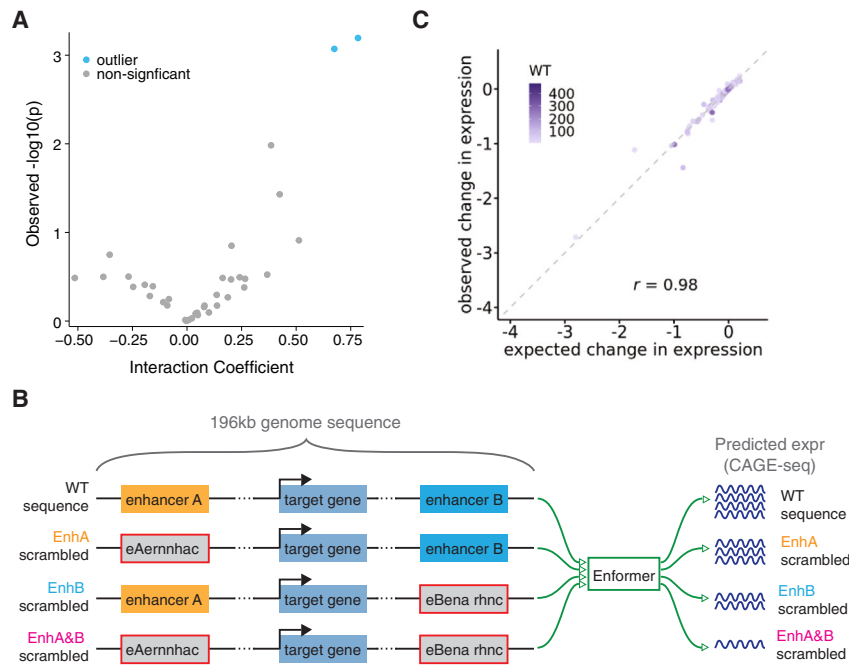 A
Observed -log10(p)
3
2
1
0
outlier
non-signficant
−0.50
−0.25
0.00
0.25
0.50
0.75
Interaction Coefficient
C
observed change in expression
0
-1
-2
-3
-4
WT
400
300
200
100
r = 0.98
-4
-3
-2
-1
0
expected change in expression
B
196kb genome sequence
Predicted expr
(CAGE-seq)
WT
sequence
enhancer A
target gene
enhancer B
WT
sequence
EnhA
scrambled
eAernnhac
target gene
enhancer B
EnhA
scrambled
Enformer
EnhB
scrambled
enhancer A
target gene
eBena rhnc
EnhB
scrambled
EnhA&B
scrambled
eAernnhac
target gene
eBena rhnc
EnhA&B
scrambled